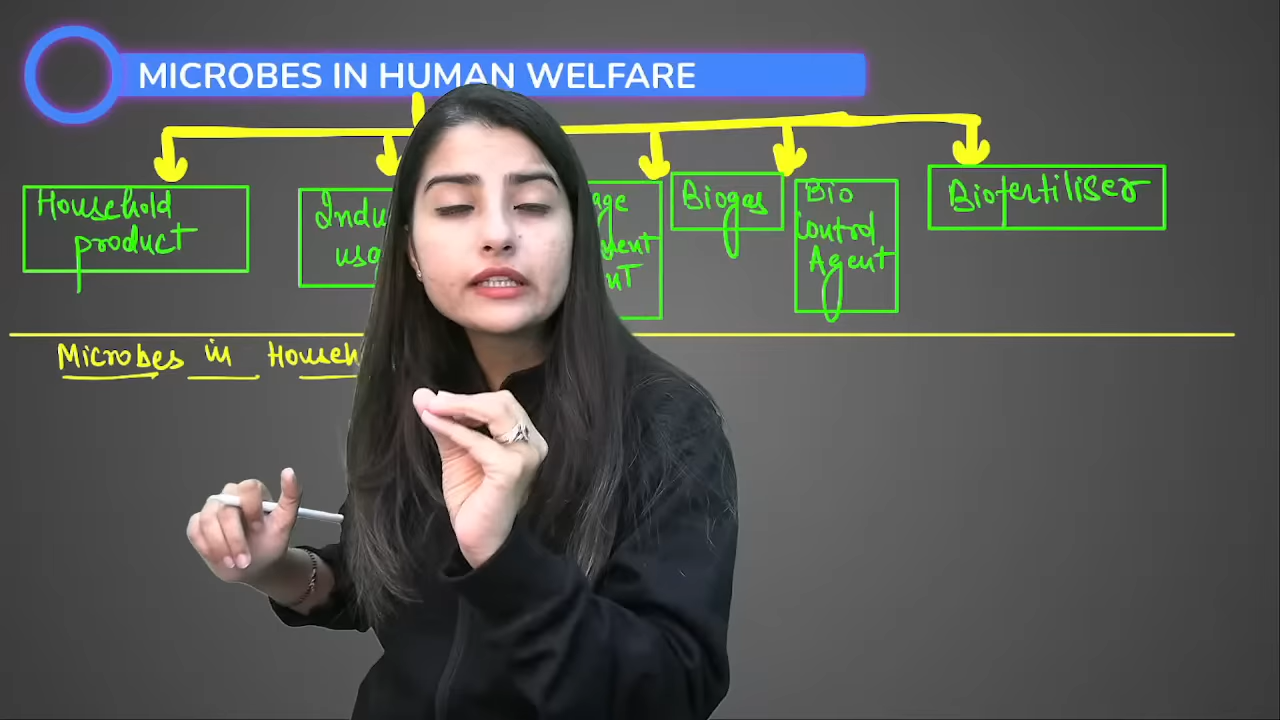 MICROBES IN HUMAN WELFARE
Household
product
Biogas
Bio
Control
Agent
Biofertiliser
Microbes in